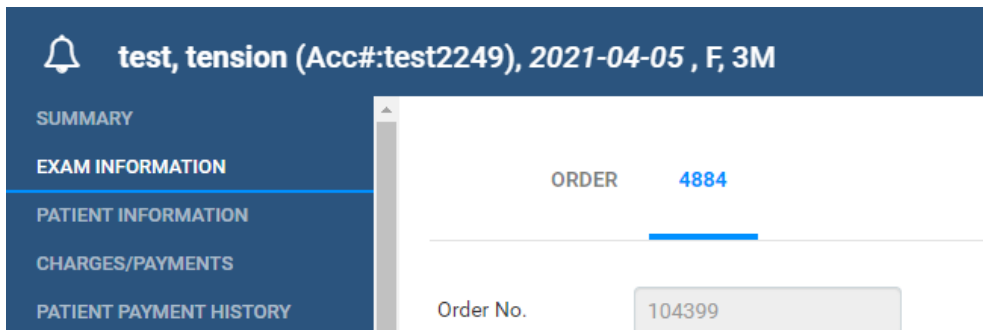 test, tension (Acc#:test2249), 2021-04-05 , F, 3M
SUMMARY
EXAM INFORMATION
PATIENT INFORMATION
CHARGES/PAYMENTS
PATIENT PAYMENT HISTORY
ORDER 4884
Order No. 104399